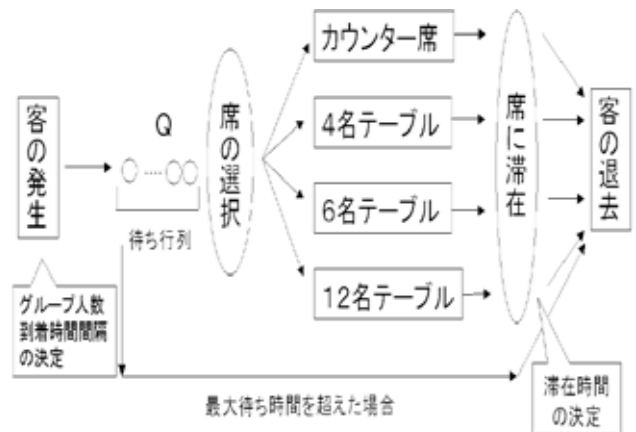 客の発生
Q
待ち行列
席の選択
カウンター席
4名テーブル
6名テーブル
12名テーブル
席に滞在
客の退去
グループ人数
到着時間間隔
の決定
最大待ち時間を超えた場合
滞在時間
の決定